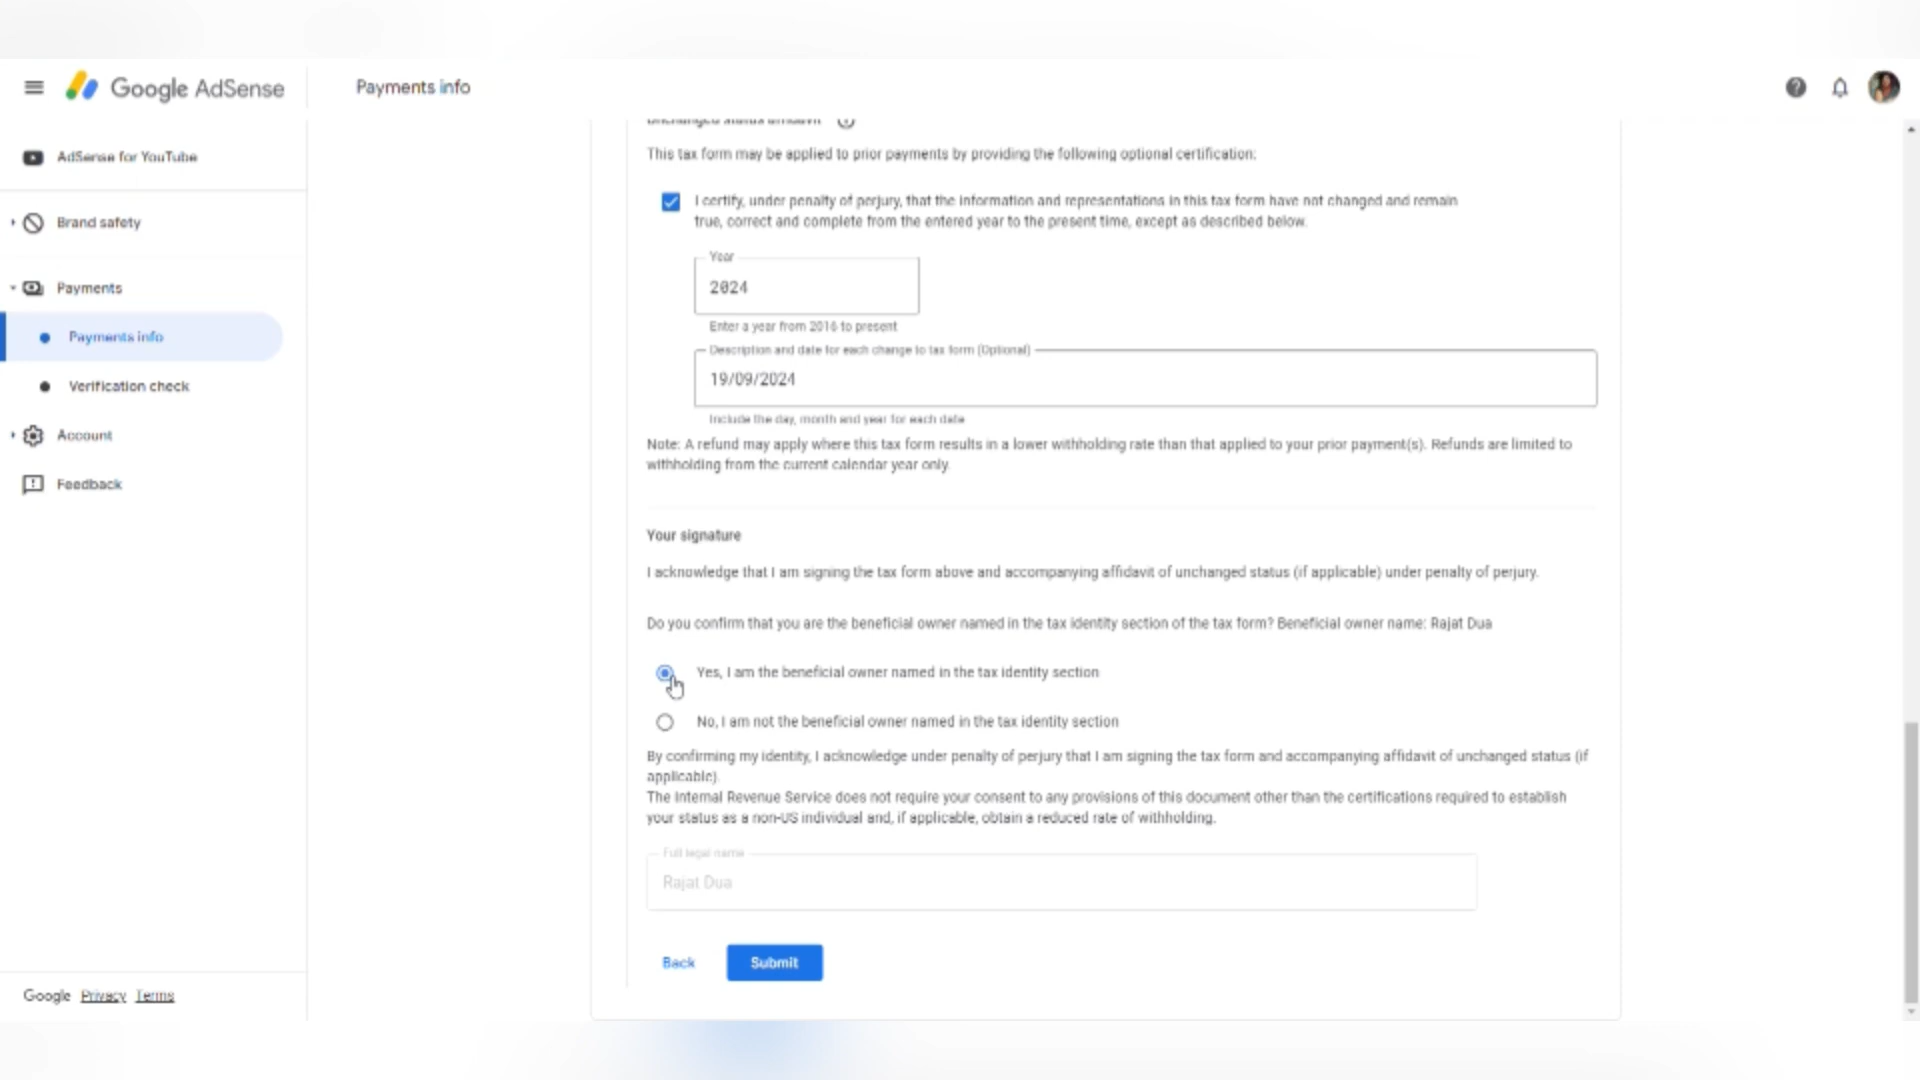 Google AdSense
Payments info
AdSense for YouTube
Brand safety
Payments
Payments info
Verification check
Account
Feedback
Google Privacy Terms
Unchanged status affidavit
This tax form may be applied to prior payments by providing the following optional certification:
I certify, under penalty of perjury, that the information and representations in this tax form have not changed and remain
true, correct and complete from the entered year to the present time, except as described below.
Year
2024
Enter a year from 2016 to present
Description and date for each change to tax form (Optional)
19/09/2024
Include the day, month and year for each date
Note: A refund may apply where this tax form results in a lower withholding rate than that applied to your prior payment(s). Refunds are limited to
withholding from the current calendar year only.
Your signature
I acknowledge that I am signing the tax form above and accompanying affidavit of unchanged status (if applicable) under penalty of perjury.
Do you confirm that you are the beneficial owner named in the tax identity section of the tax form? Beneficial owner name: Rajat Dua
Yes, I am the beneficial owner named in the tax identity section
No, I am not the beneficial owner named in the tax identity section
By confirming my identity, I acknowledge under penalty of perjury that I am signing the tax form and accompanying affidavit of unchanged status (if
applicable).
The Internal Revenue Service does not require your consent to any provisions of this document other than the certifications required to establish
your status as a non-US individual and, if applicable, obtain a reduced rate of withholding.
Full legal name
Rajat Dua
Back
Submit